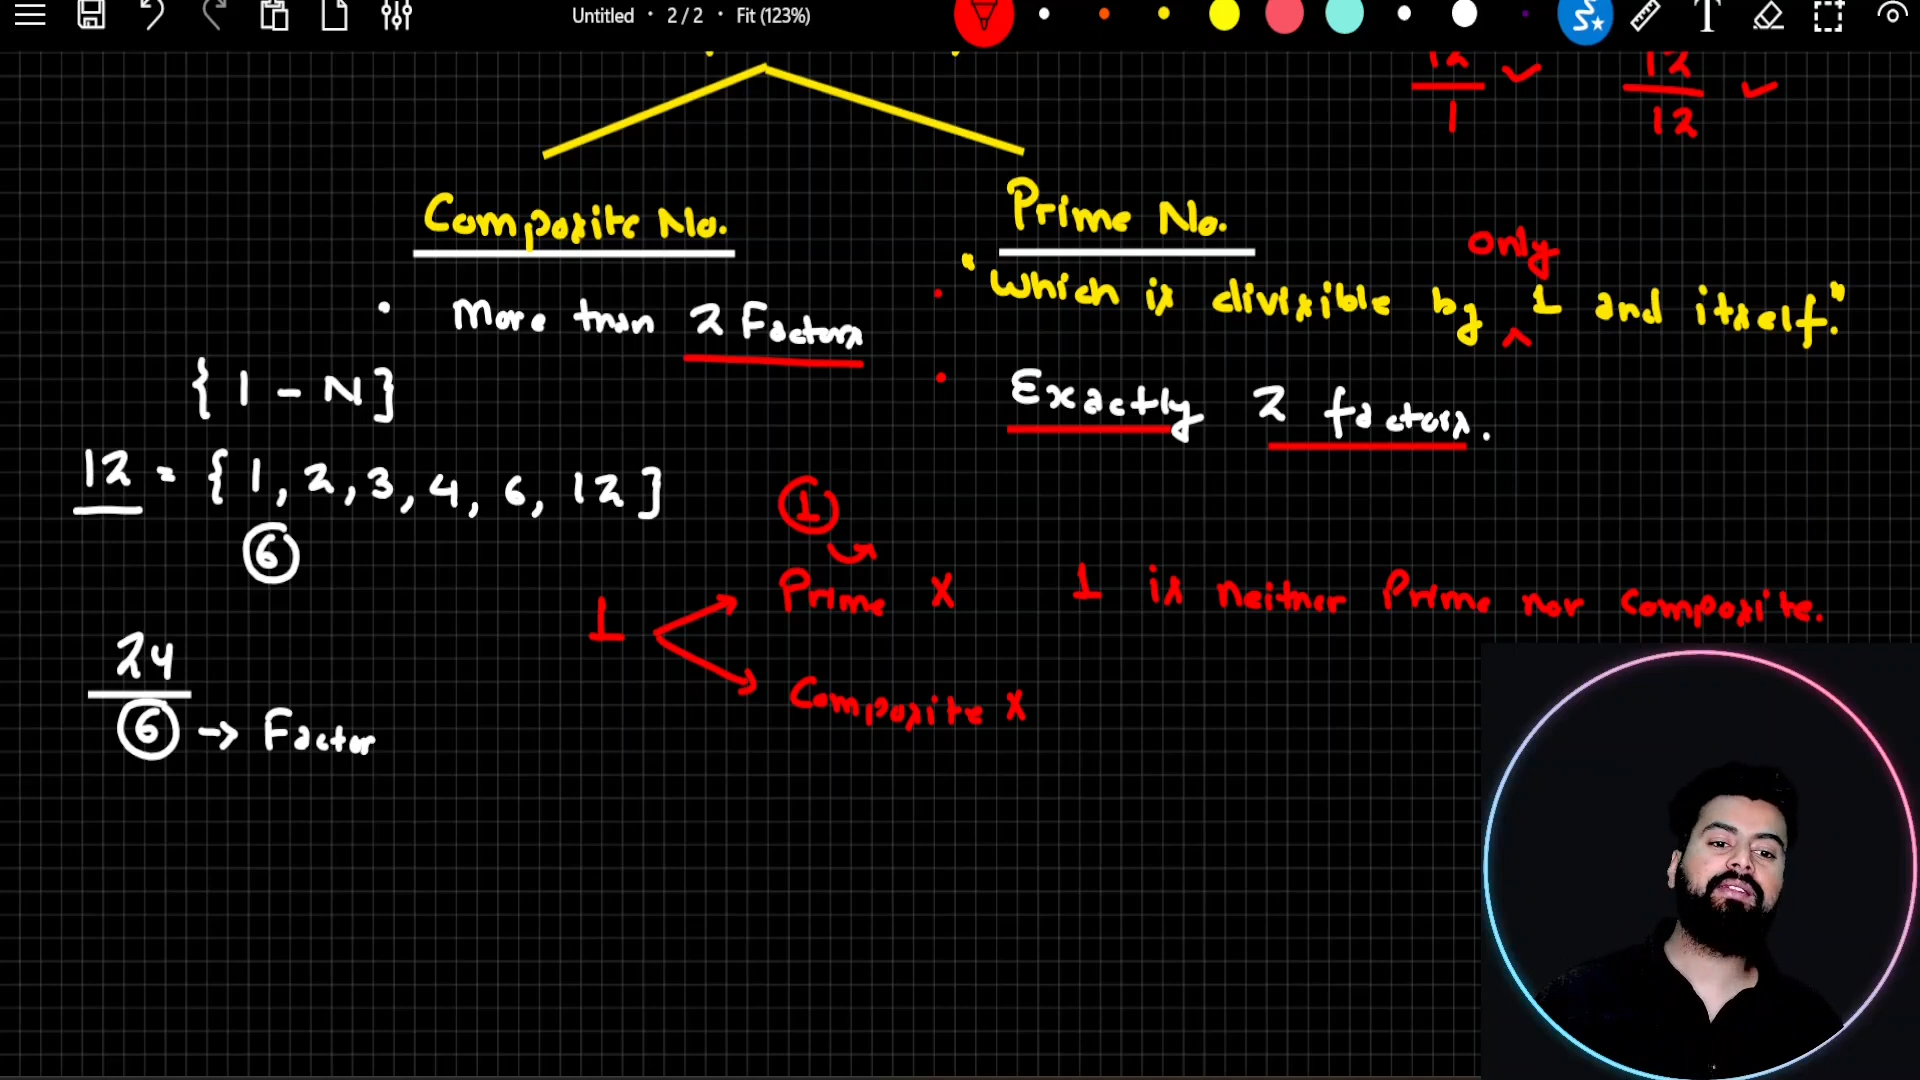 Untitled • 2 / 2 • Fit (123%)
12 / 1 ✓ 12 / 12 ✓
Composite No.
Prime No.
• More than 2 Factors
• "Which is divisible by only ^ 1 and itself."
• Exactly 2 factors.
{ 1 - N }
12 = { 1, 2, 3, 4, 6, 12 }
6
1
1
Prime X
Composite X
1 is neither Prime nor Composite.
24
6 → Factor